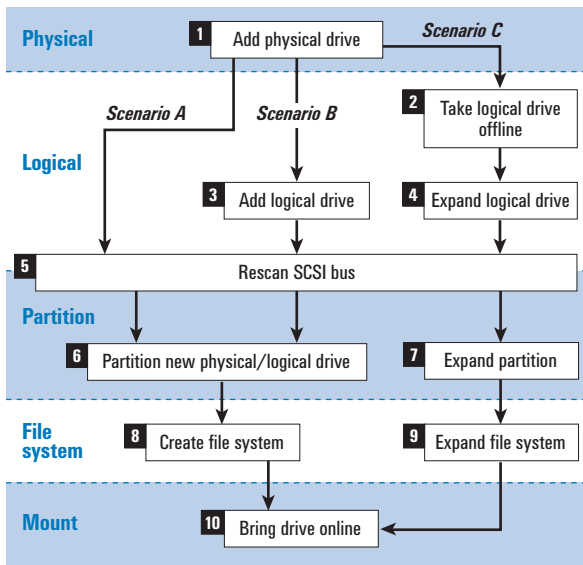 Physical
1
Add physical drive
Scenario C
Scenario A
Scenario B
2
Take logical drive
offline
Logical
3
Add logical drive
4
Expand logical drive
5
Rescan SCSI bus
Partition
6
Partition new physical/logical drive
7
Expand partition
File
system
8
Create file system
9
Expand file system
Mount
10
Bring drive online